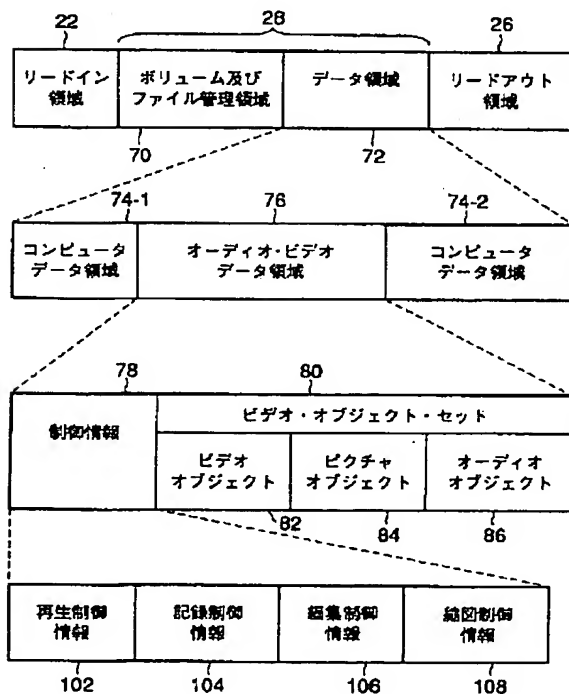 22
28
26
リードイン
領域
ボリューム及び
ファイル管理領域
データ領域
リードアウト
領域
70
72
74-1
76
74-2
コンピュータ
データ領域
オーディオ・ビデオ
データ領域
コンピュータ
データ領域
78
80
制御情報
ビデオ・オブジェクト・セット
ビデオ
オブジェクト
ピクチャ
オブジェクト
オーディオ
オブジェクト
82
84
86
再生制御
情報
記録制御
情報
編集制御
情報
縮図制御
情報
102
104
106
108